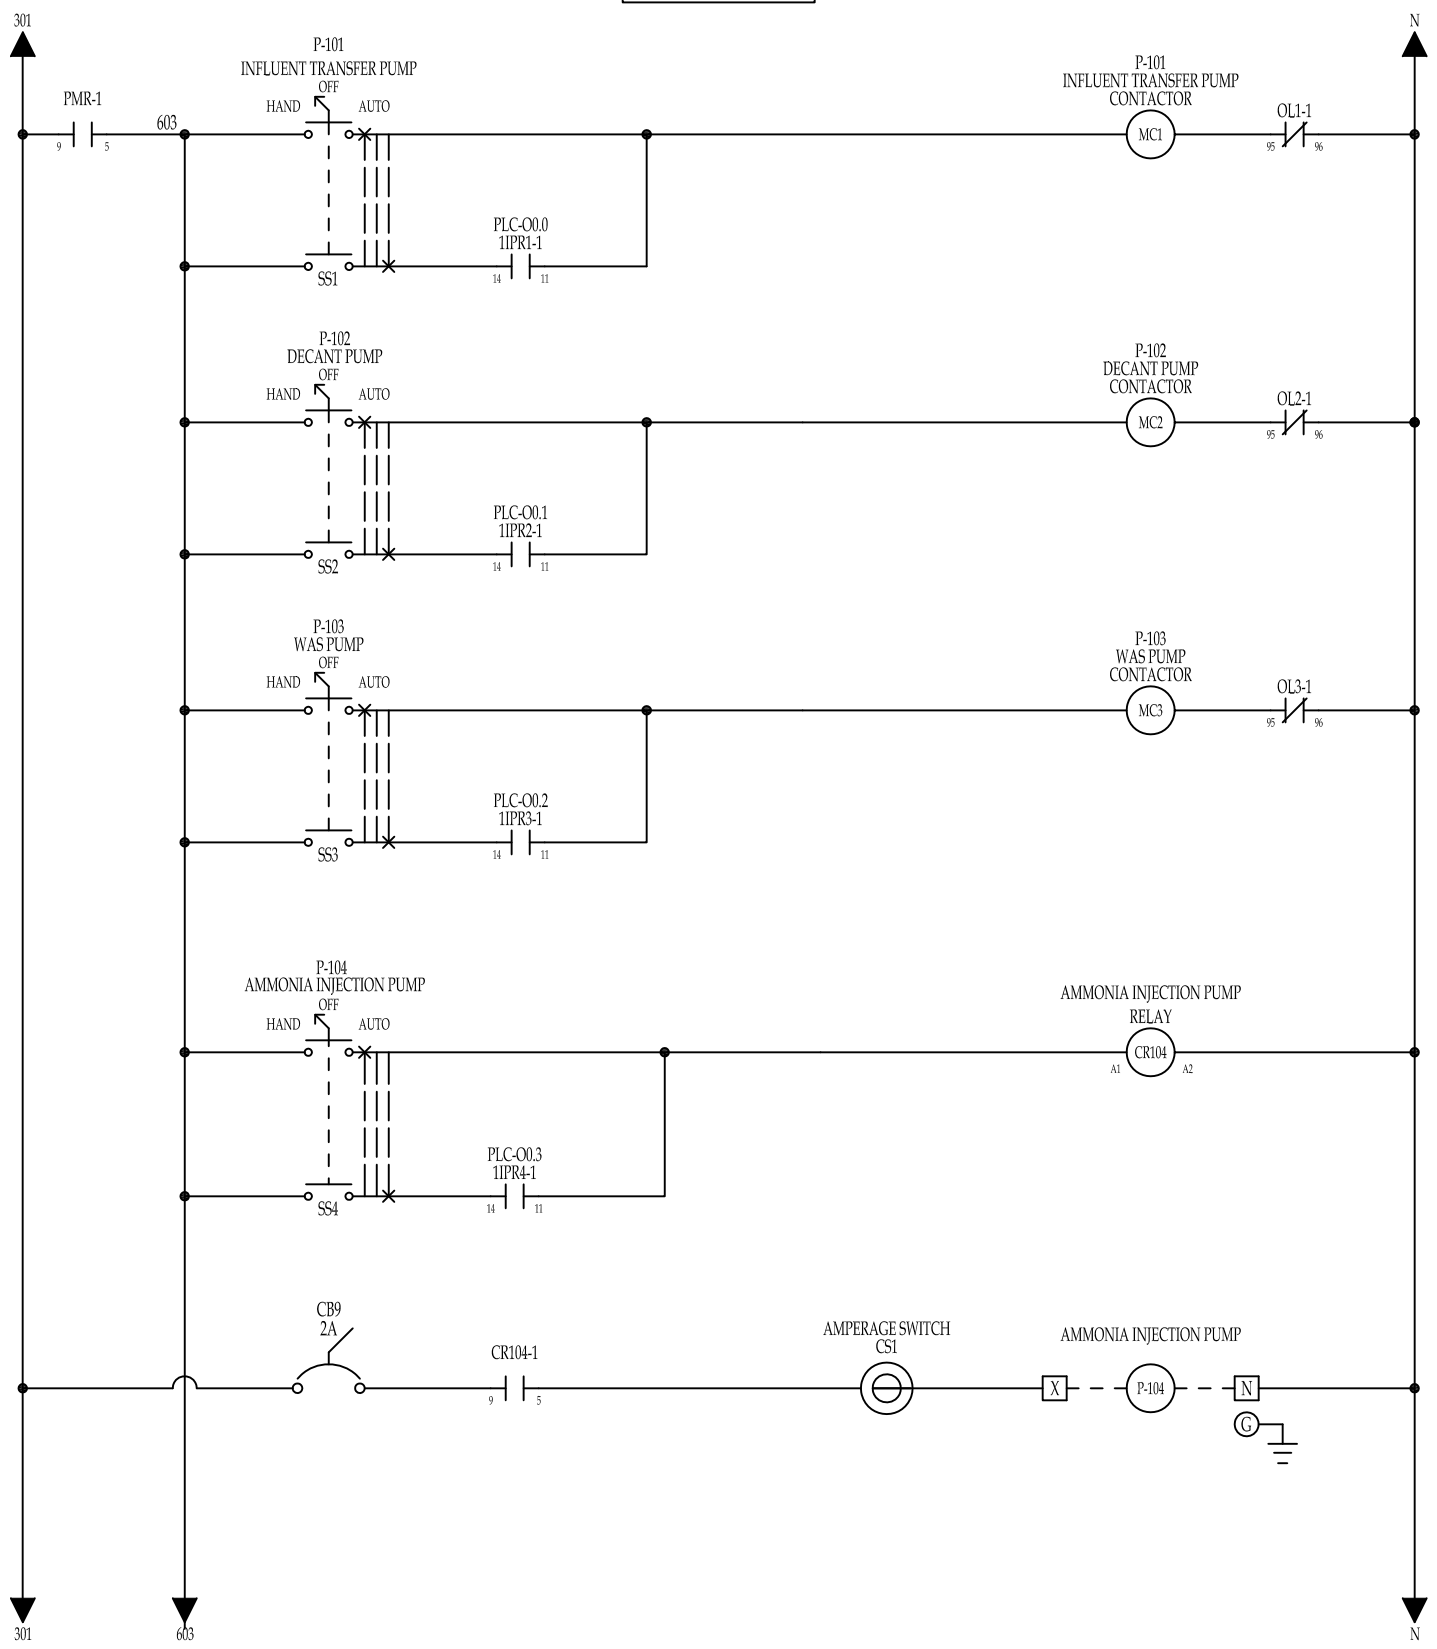 301
N
P-101
INFLUENT TRANSFER PUMP
OFF
HAND
AUTO
PMR-1
9
5
603
P-101
INFLUENT TRANSFER PUMP
CONTACTOR
MC1
OL1-1
95
96
PLC-O0.0
1IPR1-1
14
11
SS1
P-102
DECANT PUMP
OFF
HAND
AUTO
P-102
DECANT PUMP
CONTACTOR
MC2
OL2-1
95
96
PLC-O0.1
1IPR2-1
14
11
SS2
P-103
WAS PUMP
OFF
HAND
AUTO
P-103
WAS PUMP
CONTACTOR
MC3
OL3-1
95
96
PLC-O0.2
1IPR3-1
14
11
SS3
P-104
AMMONIA INJECTION PUMP
OFF
HAND
AUTO
AMMONIA INJECTION PUMP
RELAY
CR104
A1
A2
PLC-O0.3
1IPR4-1
14
11
SS4
CB9
2A
CR104-1
9
5
AMPERAGE SWITCH
CS1
AMMONIA INJECTION PUMP
X
P-104
N
G
301
603
N